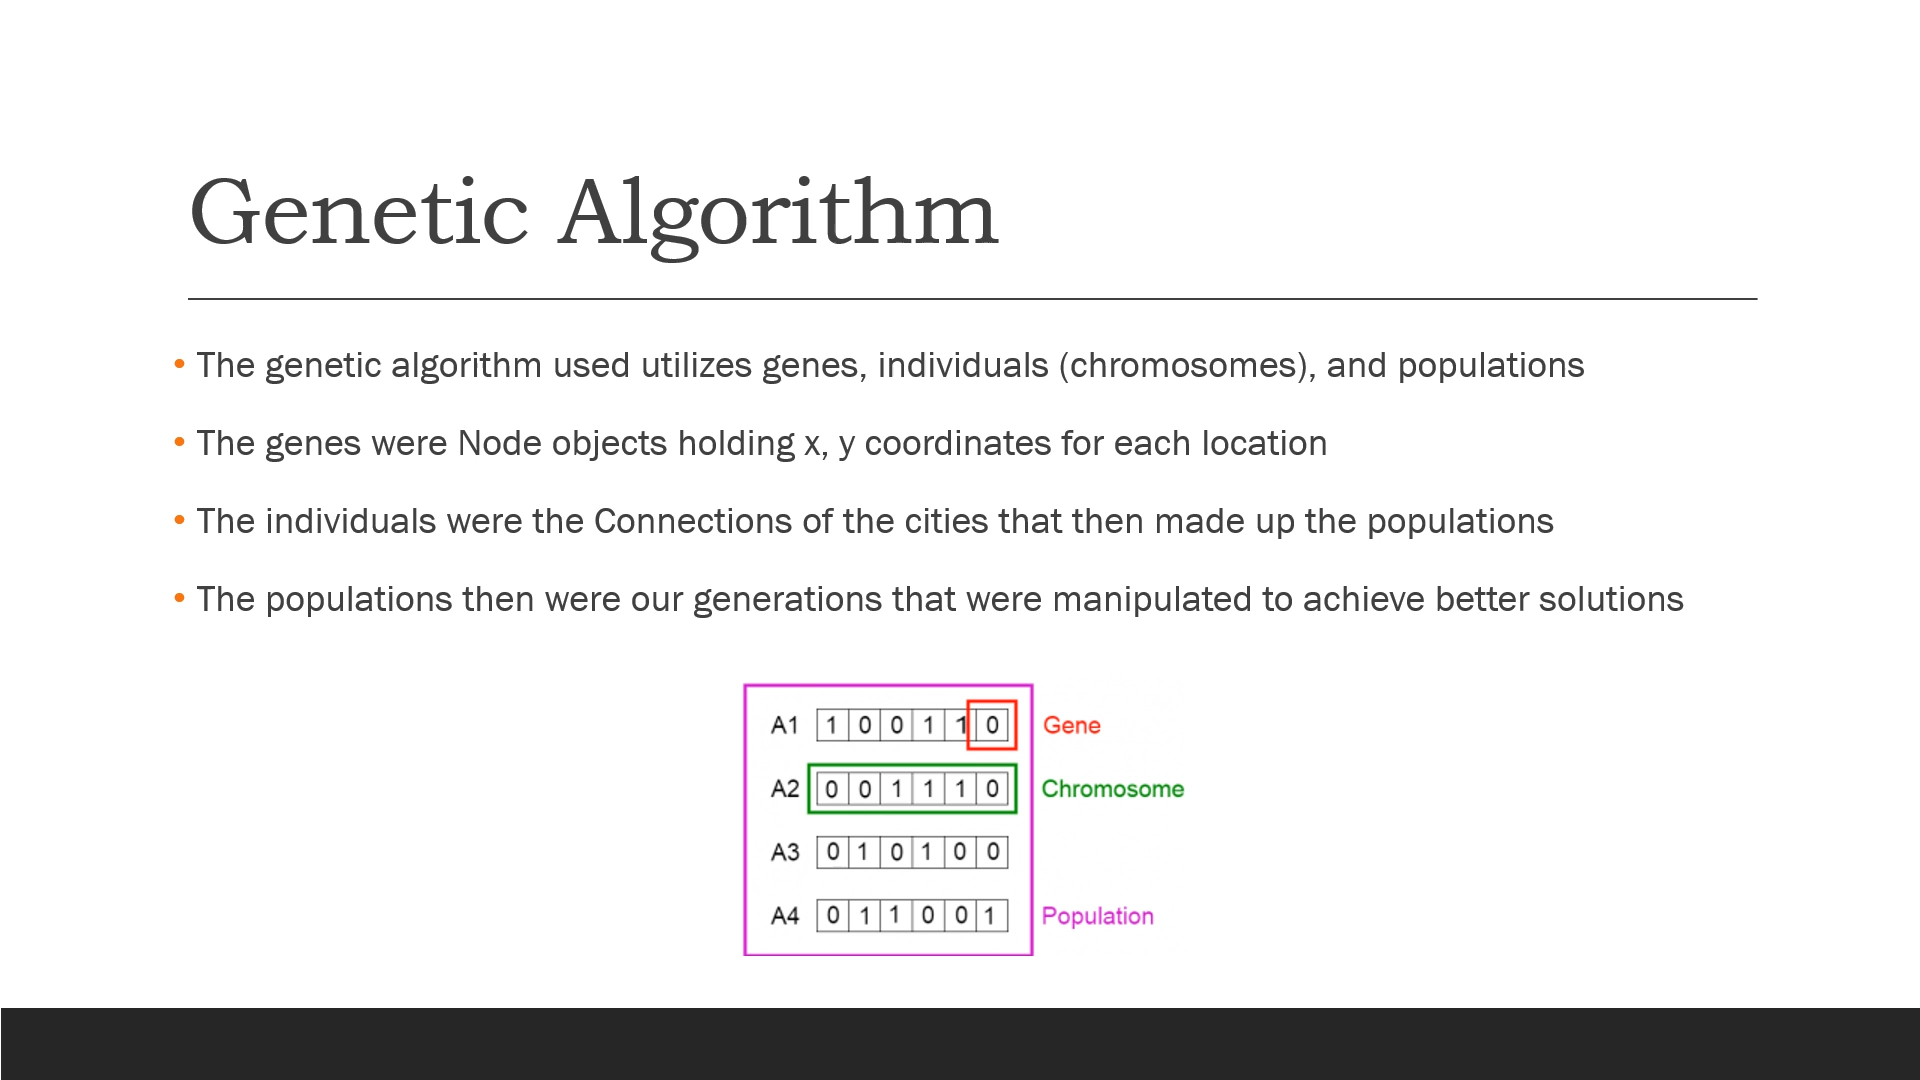 Genetic Algorithm
• The genetic algorithm used utilizes genes, individuals (chromosomes), and populations
• The genes were Node objects holding x, y coordinates for each location
• The individuals were the Connections of the cities that then made up the populations
• The populations then were our generations that were manipulated to achieve better solutions
A1 1 0 0 1 1 0 Gene
A2 0 0 1 1 1 0 Chromosome
A3 0 1 0 1 0 0
A4 0 1 1 0 0 1 Population